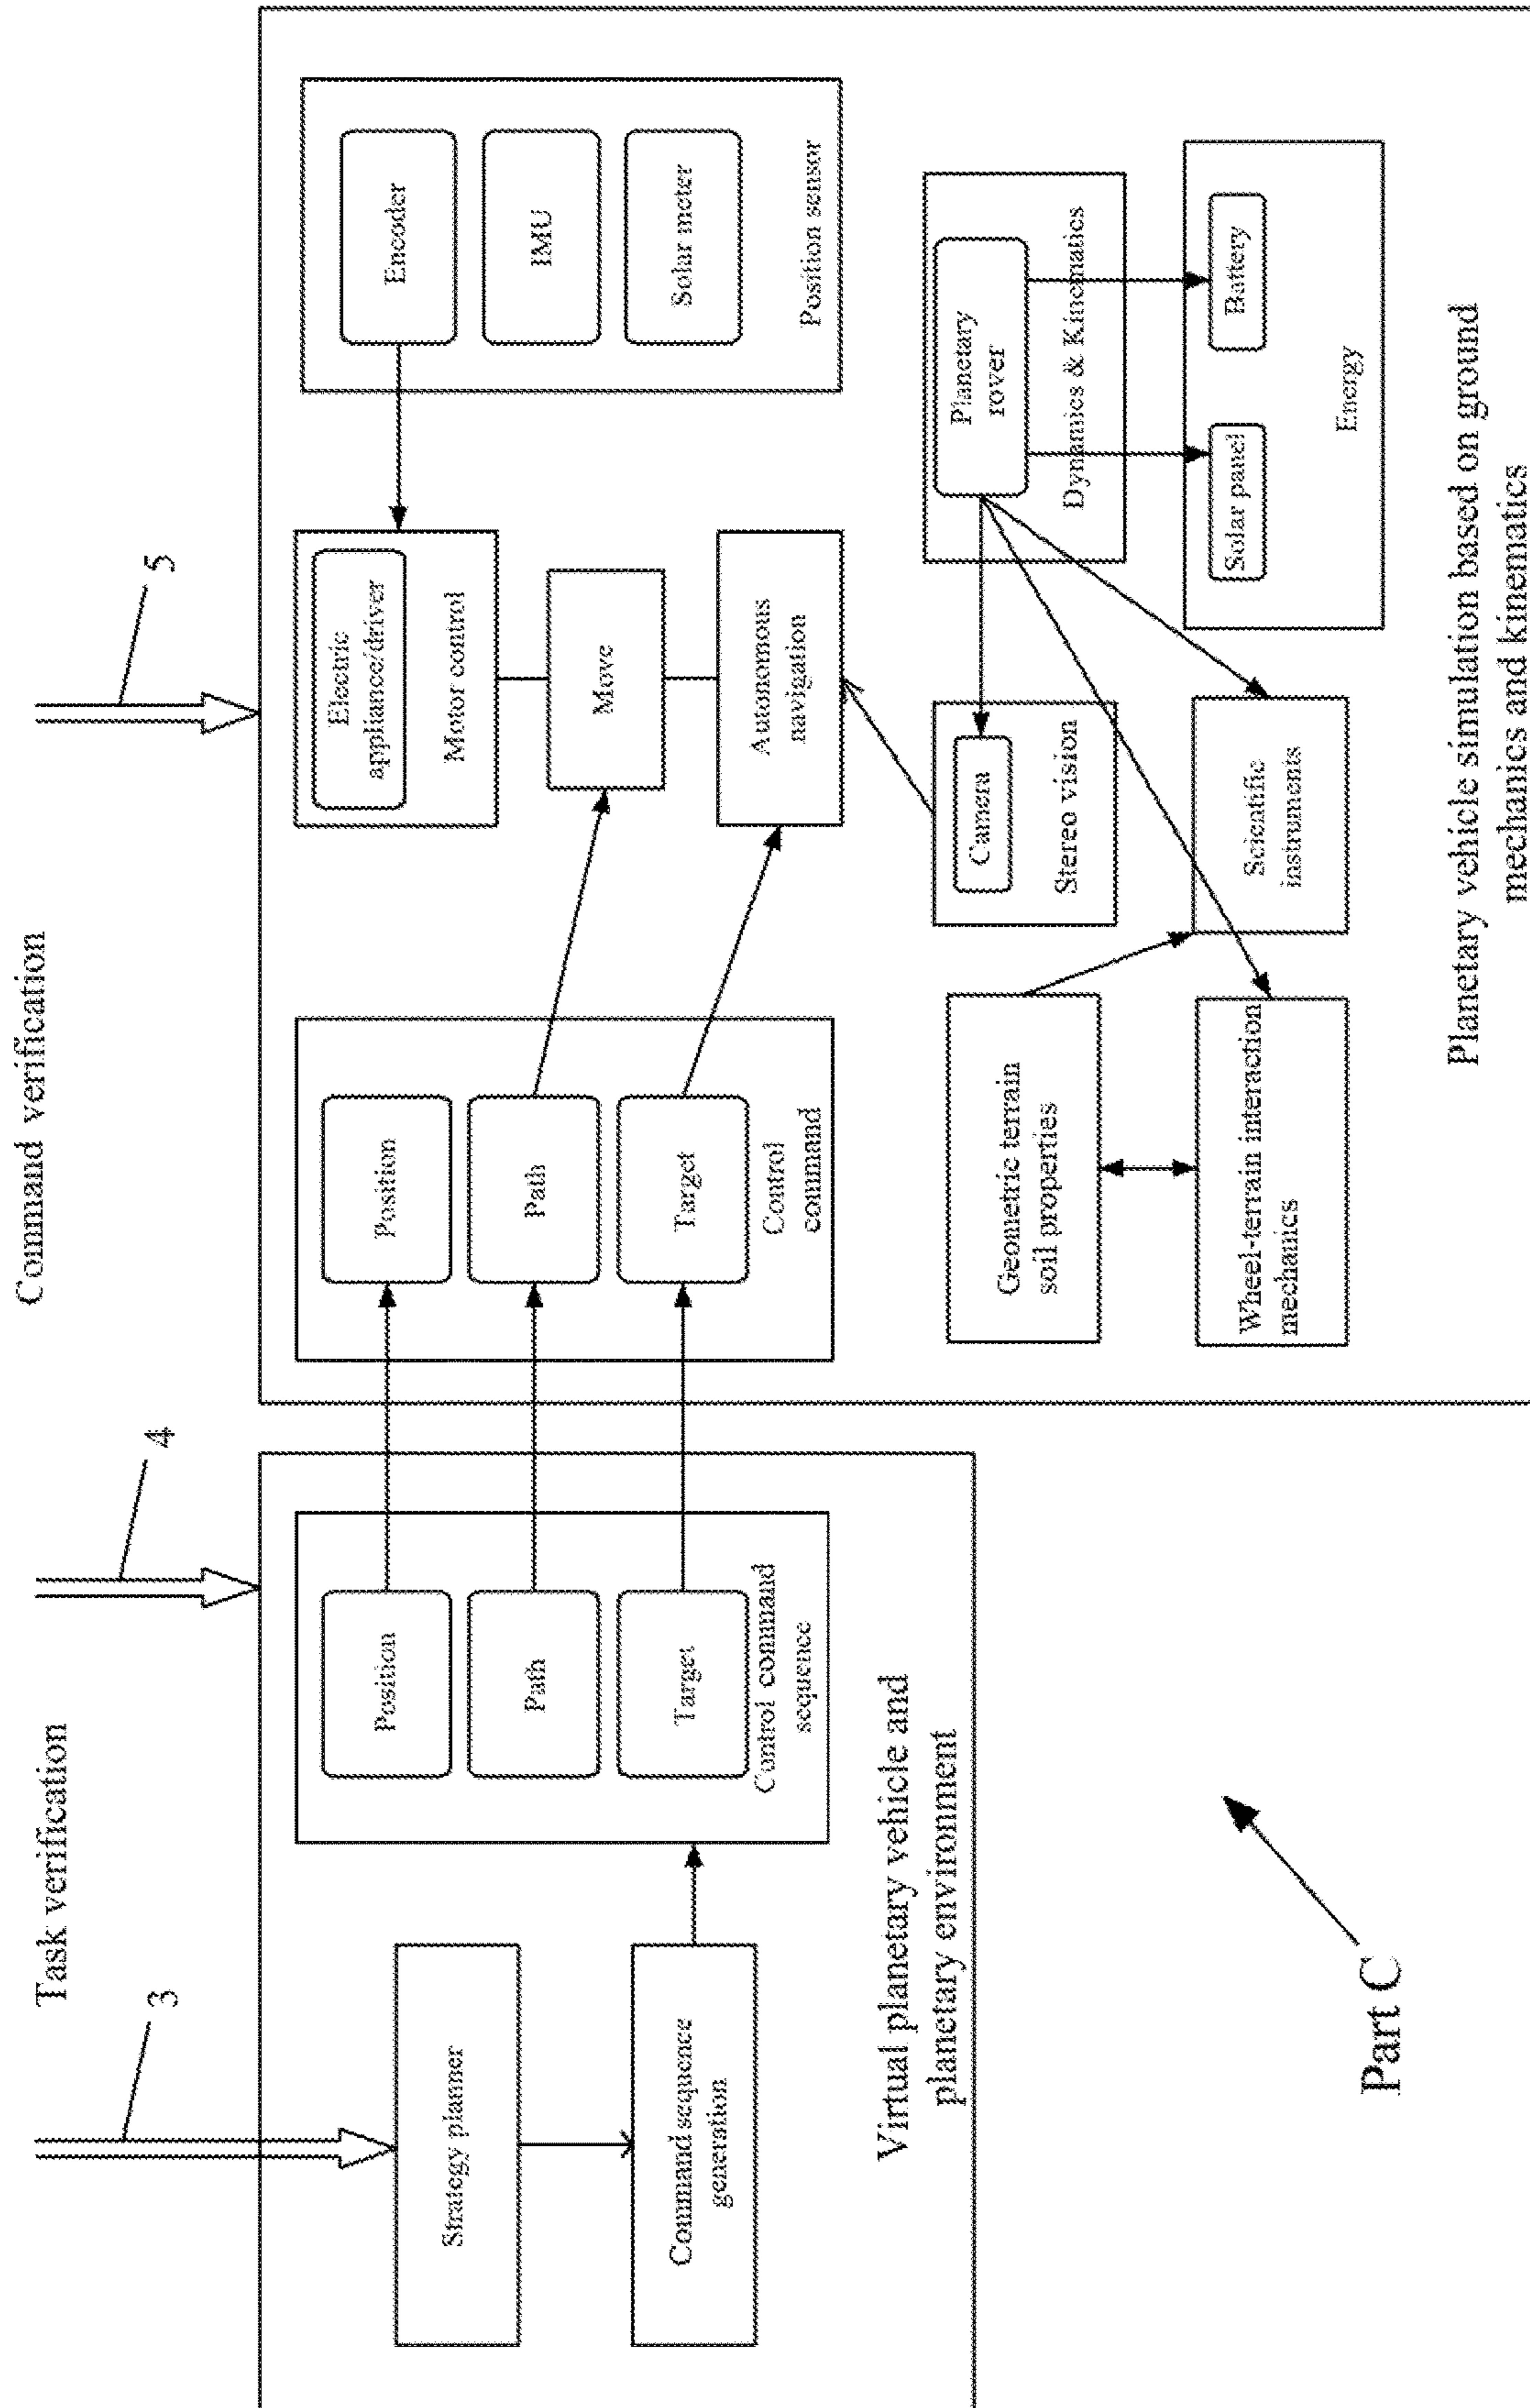 Task verification
Command verification
3
4
5
Strategy planner
Command sequence
generation
Position
Path
Target
Control command
sequence
Virtual planetary vehicle and
planetary environment
Position
Path
Target
Control
command
Electric
appliance/driver
Motor control
Move
Autonomous
navigation
Encoder
IMU
Solar meter
Position sensor
Geometric terrain
soil properties
Wheel-terrain interaction
mechanics
Camera
Stereo vision
Scientific
instruments
Planetary
rover
Dynamics & Kinematics
Solar panel
Battery
Energy
Planetary vehicle simulation based on ground
mechanics and kinematics
Part C